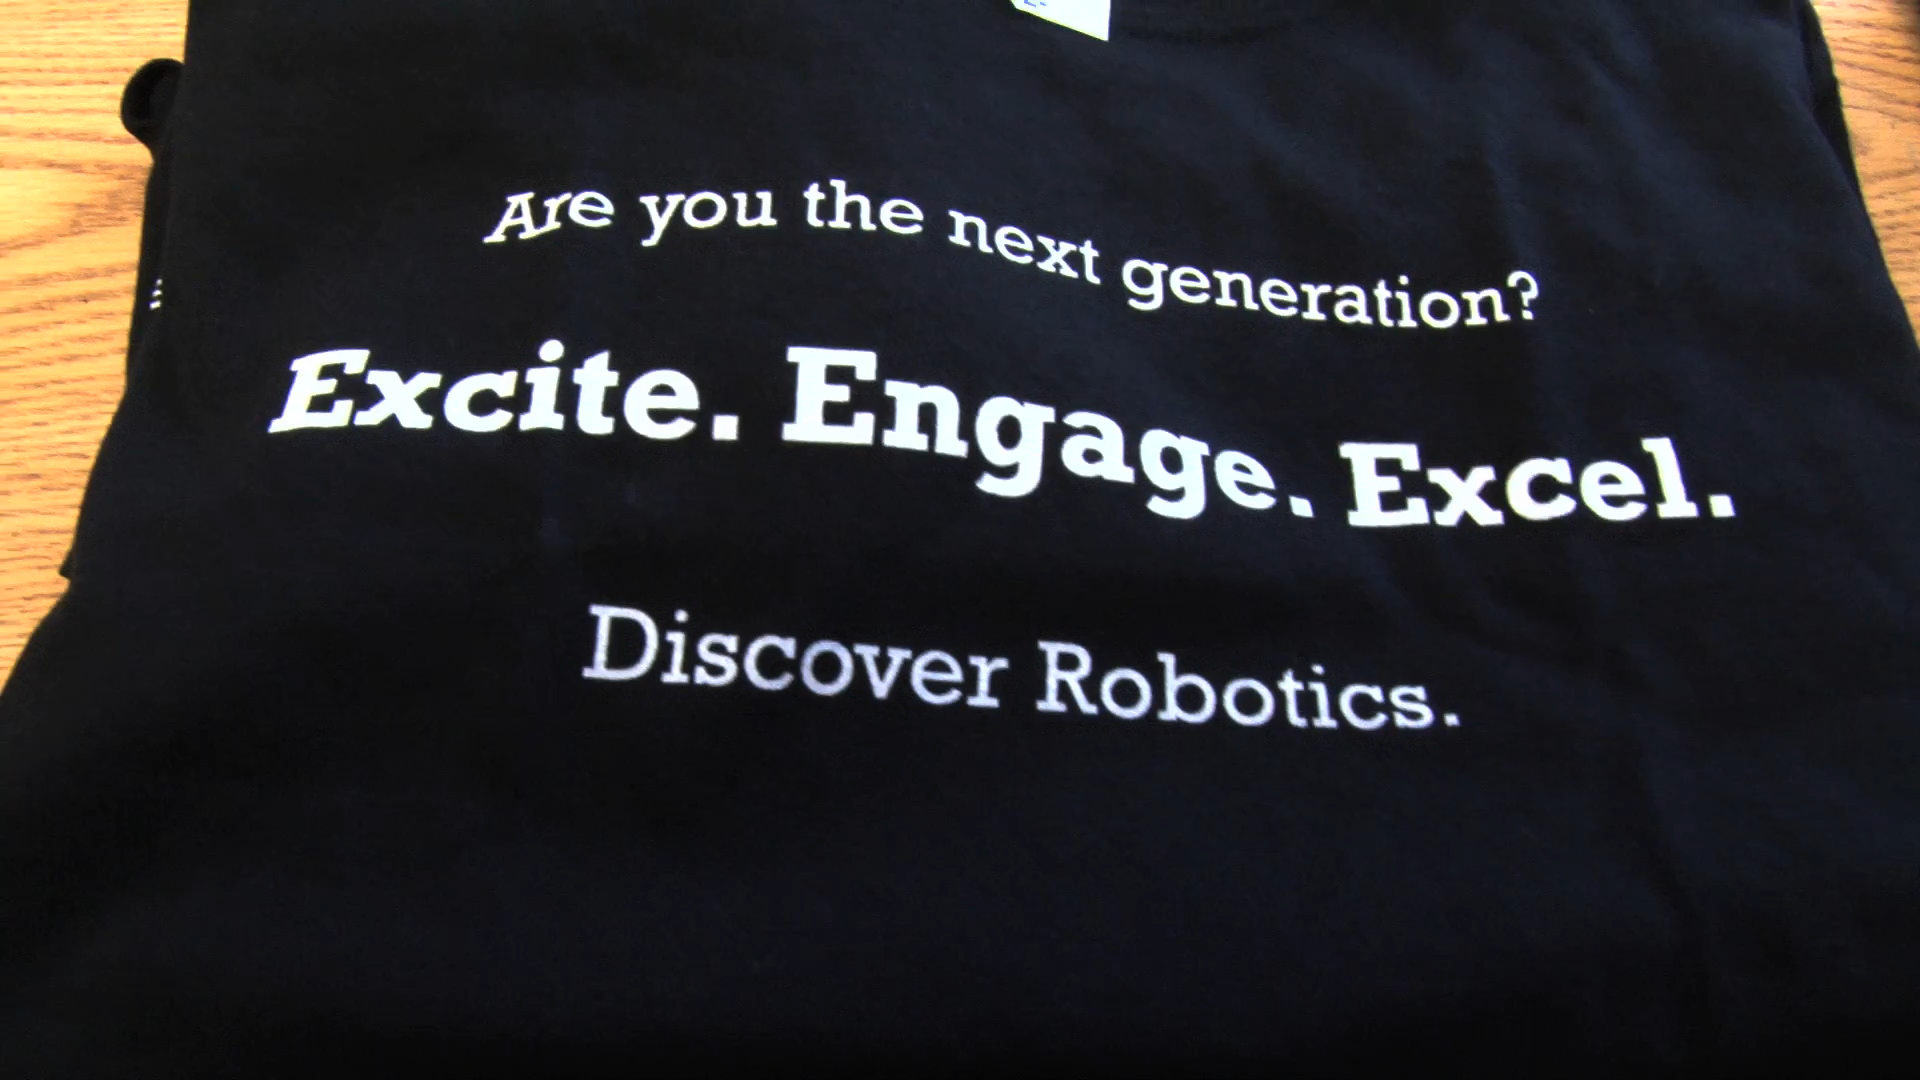 Are you the next generation?
Excite. Engage. Excel.
Discover Robotics.